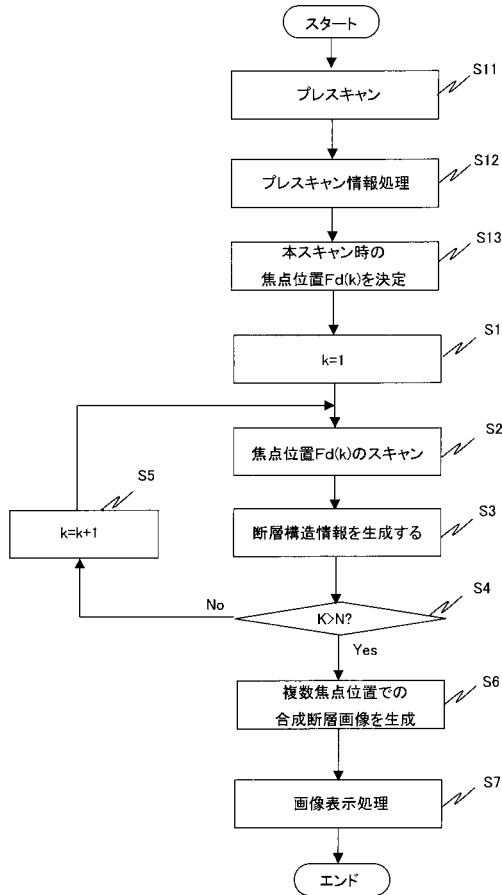 スタート
S11
プレスキャン
S12
プレスキャン情報処理
S13
本スキャン時の
焦点位置Fd(k)を決定
S1
k=1
S2
焦点位置Fd(k)のスキャン
S5
k=k+1
S3
断層構造情報を生成する
S4
No
K>N?
Yes
S6
複数焦点位置での
合成断層画像を生成
S7
画像表示処理
エンド